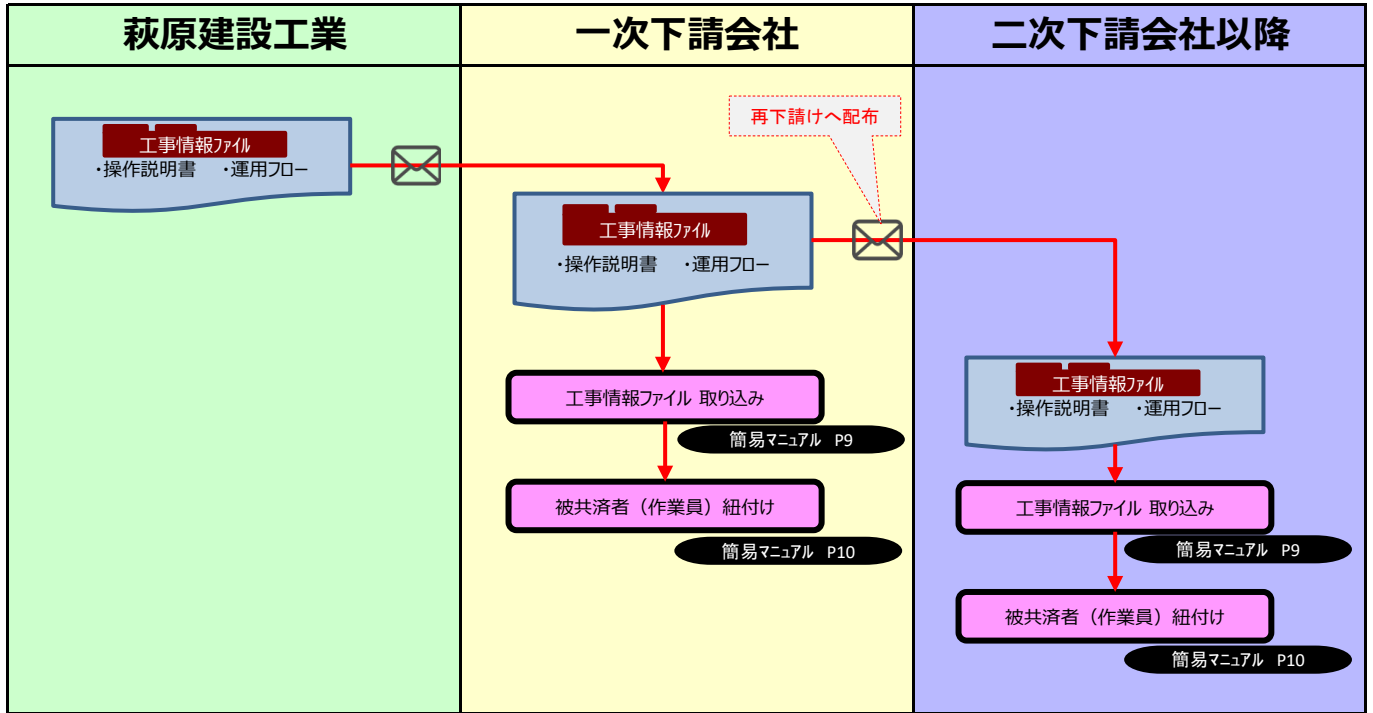 萩原建設工業
一次下請会社
二次下請会社以降
工事情報ファイル
・操作説明書 ・運用フロー
再下請けへ配布
工事情報ファイル
・操作説明書 ・運用フロー
工事情報ファイル 取り込み
簡易マニュアル P9
被共済者（作業員）紐付け
簡易マニュアル P10
工事情報ファイル
・操作説明書 ・運用フロー
工事情報ファイル 取り込み
簡易マニュアル P9
被共済者（作業員）紐付け
簡易マニュアル P10